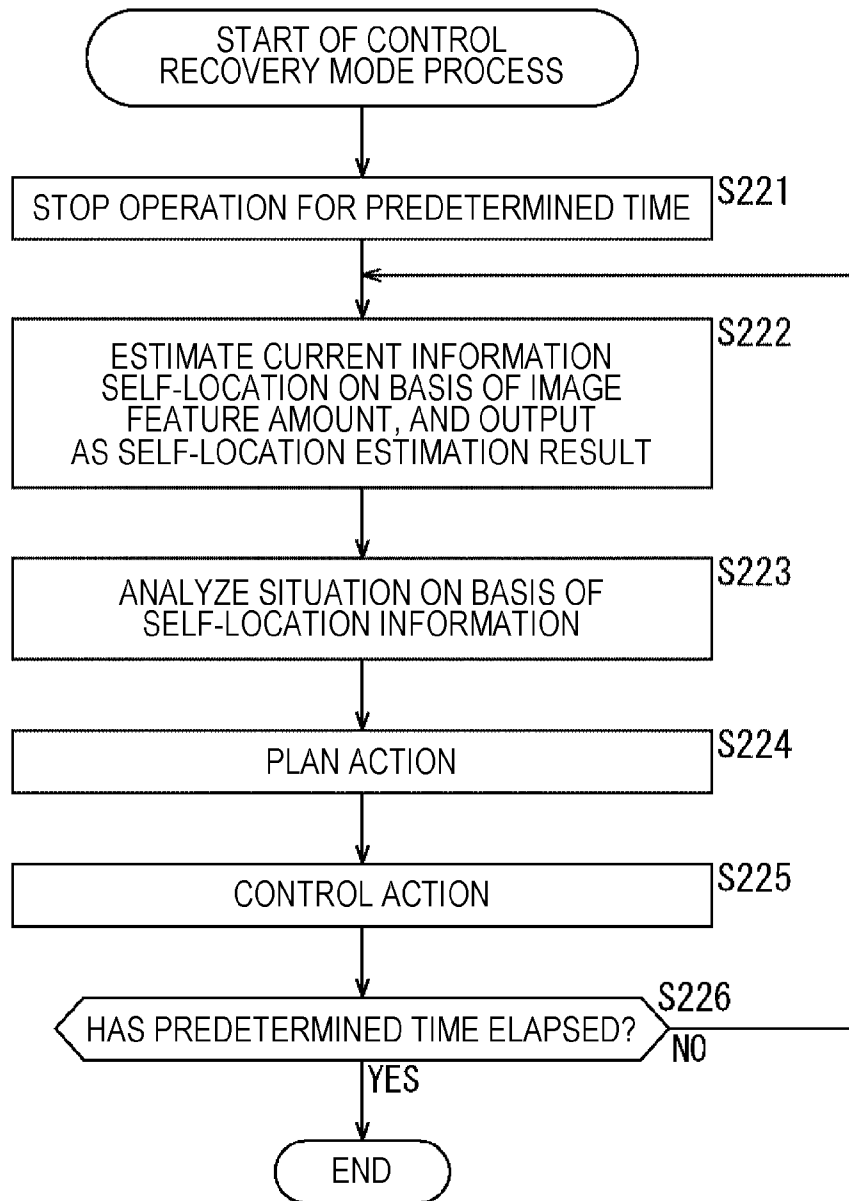 START OF CONTROL
RECOVERY MODE PROCESS
S221
STOP OPERATION FOR PREDETERMINED TIME
S222
ESTIMATE CURRENT INFORMATION
SELF-LOCATION ON BASIS OF IMAGE
FEATURE AMOUNT, AND OUTPUT
AS SELF-LOCATION ESTIMATION RESULT
S223
ANALYZE SITUATION ON BASIS OF
SELF-LOCATION INFORMATION
S224
PLAN ACTION
S225
CONTROL ACTION
S226
HAS PREDETERMINED TIME ELAPSED?
NO
YES
END